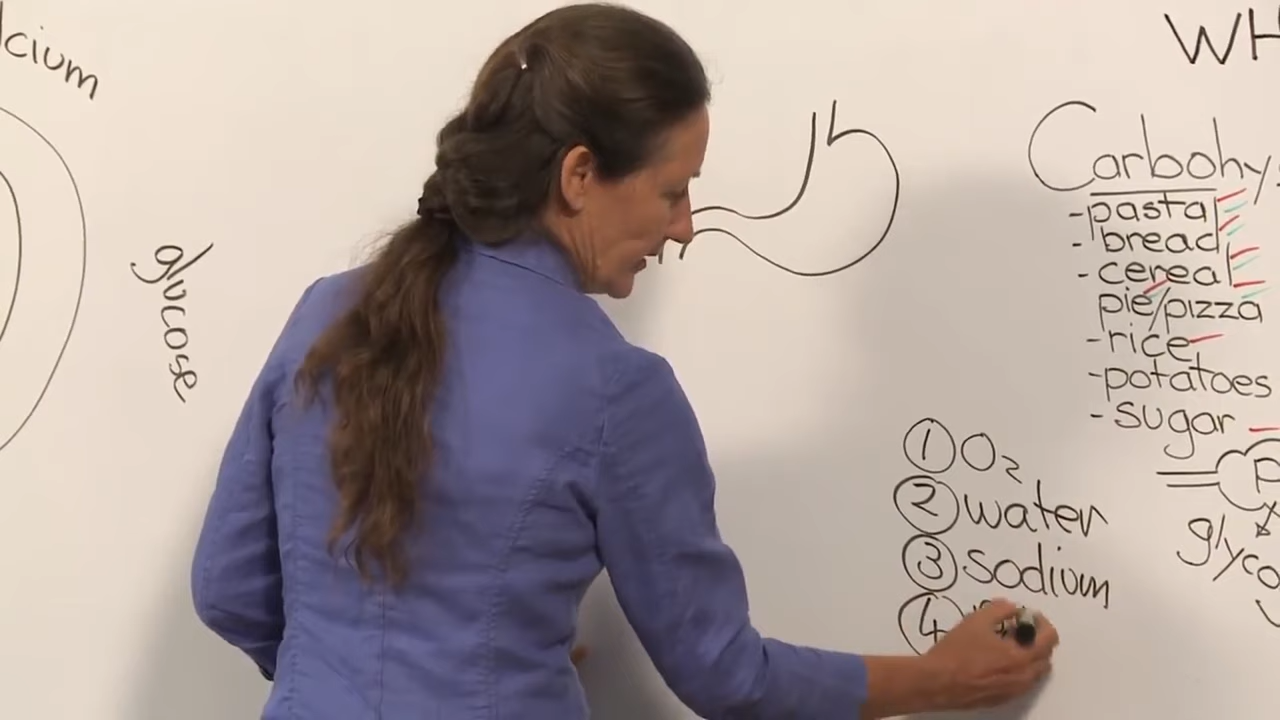 lcium
glucose
WH
Carbohy
-pasta
- bread
- cereal
pie/pizza
-rice
-potatoes
- sugar
① O₂
② water
③ sodium
④
P
glyco